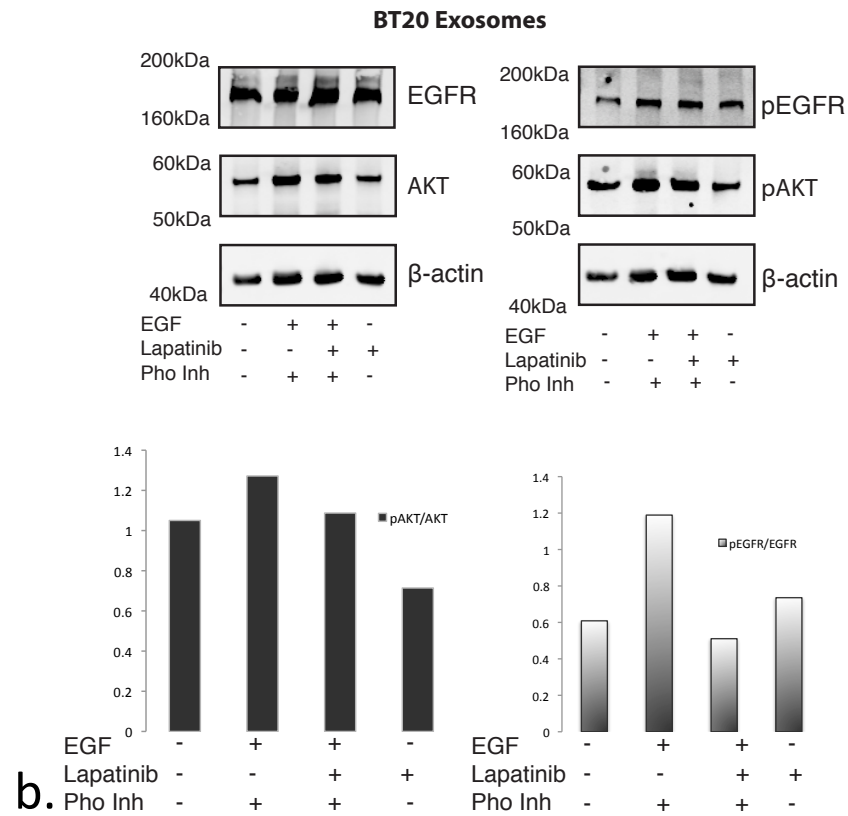 BT20 Exosomes
200kDa
EGFR
160kDa
60kDa
AKT
50kDa
β-actin
40kDa
EGF - + + -
Lapatinib - - + +
Pho Inh - + + -
200kDa
pEGFR
160kDa
60kDa
pAKT
50kDa
β-actin
40kDa
EGF - + + -
Lapatinib - - + +
Pho Inh - + + -
1.4
1.2
1
0.8
0.6
0.4
0.2
0
pAKT/AKT
EGF - + + -
Lapatinib - - + +
Pho Inh - + + -
1.4
1.2
1
0.8
0.6
0.4
0.2
0
pEGFR/EGFR
EGF - + + -
Lapatinib - - + +
Pho Inh - + + -
b.